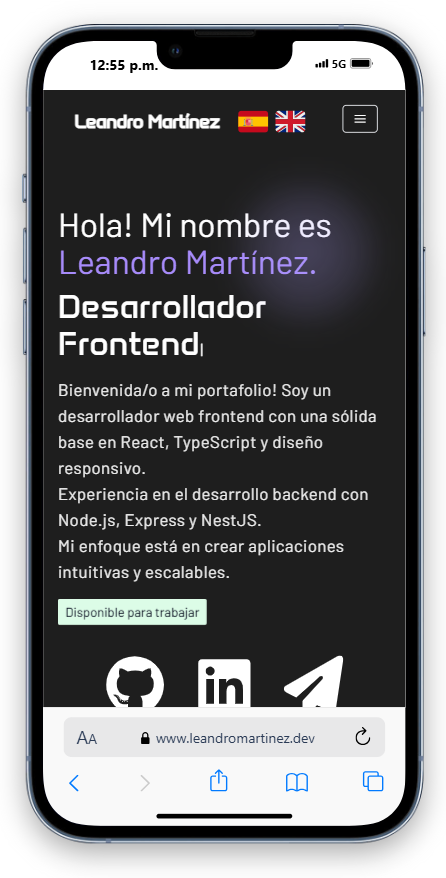 12:55 p.m.
5G
Leandro Martínez
Hola! Mi nombre es
Leandro Martínez.
Desarrollador
Frontend
Bienvenida/o a mi portafolio! Soy un
desarrollador web frontend con una sólida
base en React, TypeScript y diseño
responsivo.
Experiencia en el desarrollo backend con
Node.js, Express y NestJS.
Mi enfoque está en crear aplicaciones
intuitivas y escalables.
Disponible para trabajar
in
AA
www.leandromartinez.dev